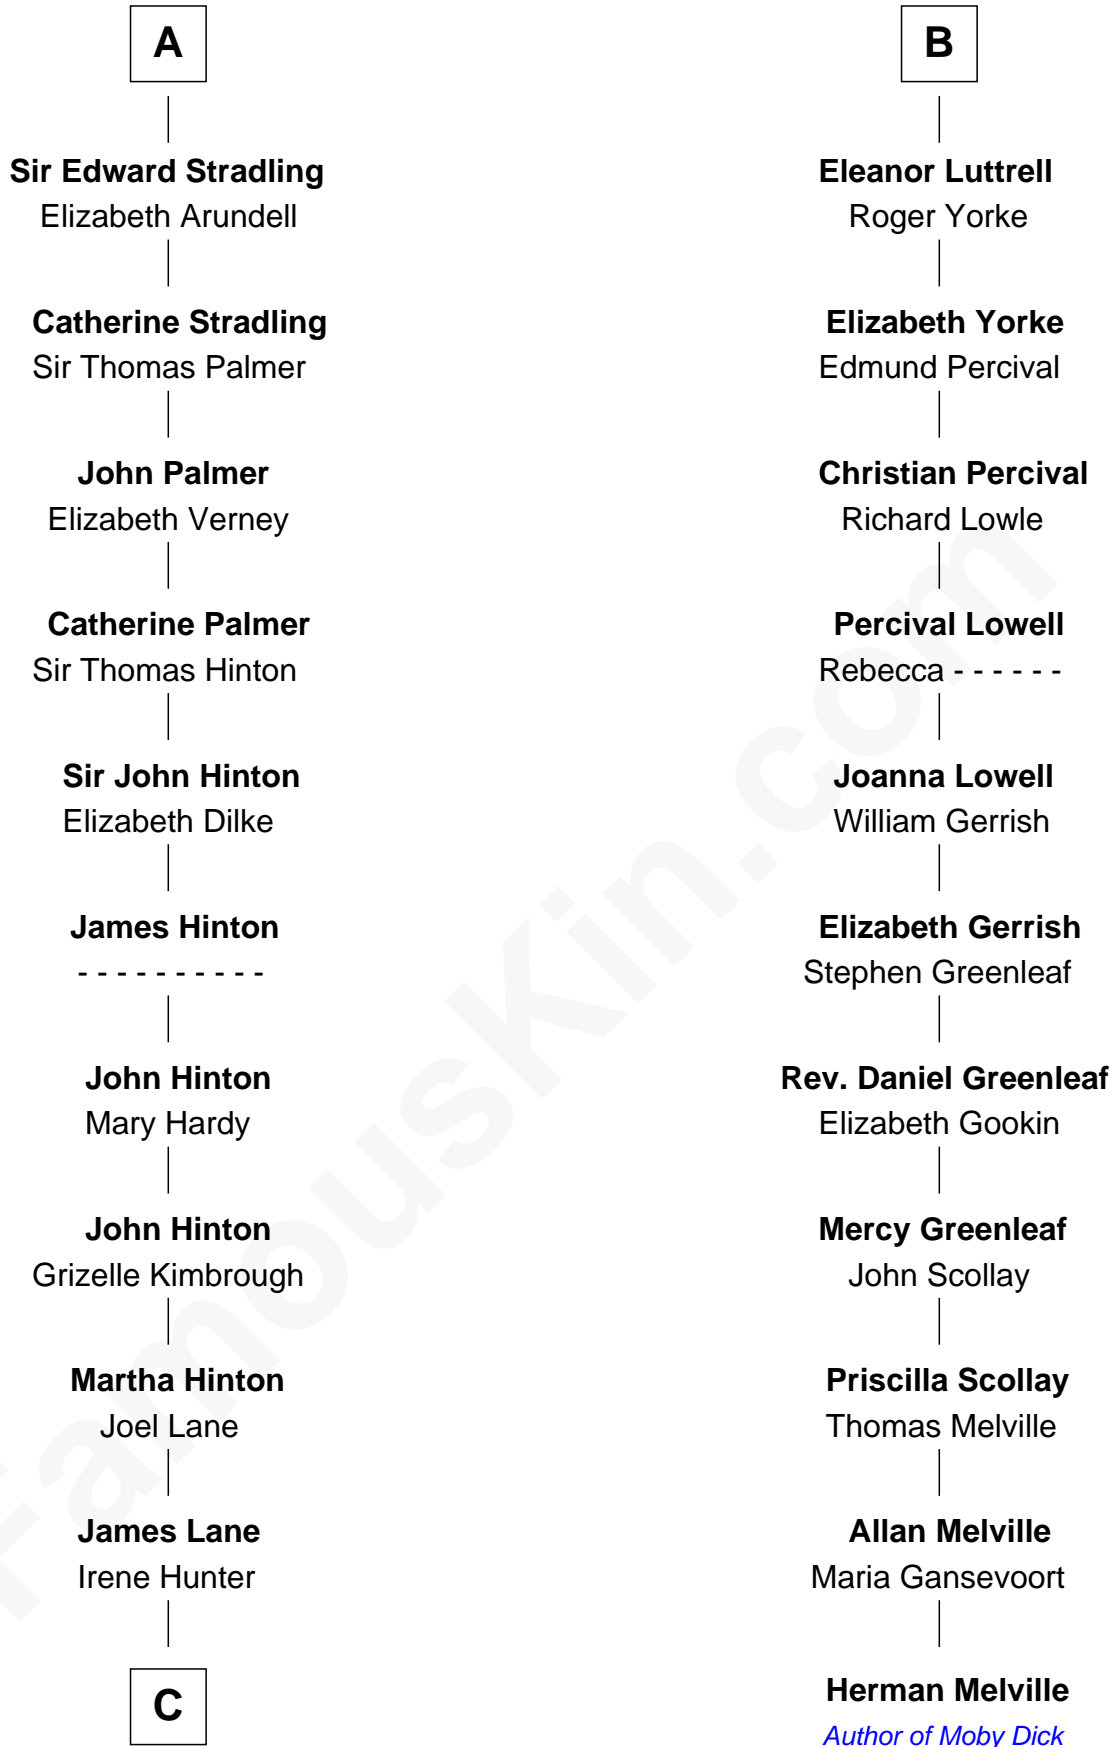 A
Sir Edward Stradling
Elizabeth Arundell
Catherine Stradling
Sir Thomas Palmer
John Palmer
Elizabeth Verney
Catherine Palmer
Sir Thomas Hinton
Sir John Hinton
Elizabeth Dilke
James Hinton
- - - - - - - - - -
John Hinton
Mary Hardy
John Hinton
Grizelle Kimbrough
Martha Hinton
Joel Lane
James Lane
Irene Hunter
C
B
Eleanor Luttrell
Roger Yorke
Elizabeth Yorke
Edmund Percival
Christian Percival
Richard Lowle
Percival Lowell
Rebecca - - - - - -
Joanna Lowell
William Gerrish
Elizabeth Gerrish
Stephen Greenleaf
Rev. Daniel Greenleaf
Elizabeth Gookin
Mercy Greenleaf
John Scollay
Priscilla Scollay
Thomas Melville
Allan Melville
Maria Gansevoort
Herman Melville
Author of Moby Dick
FamousKin.com